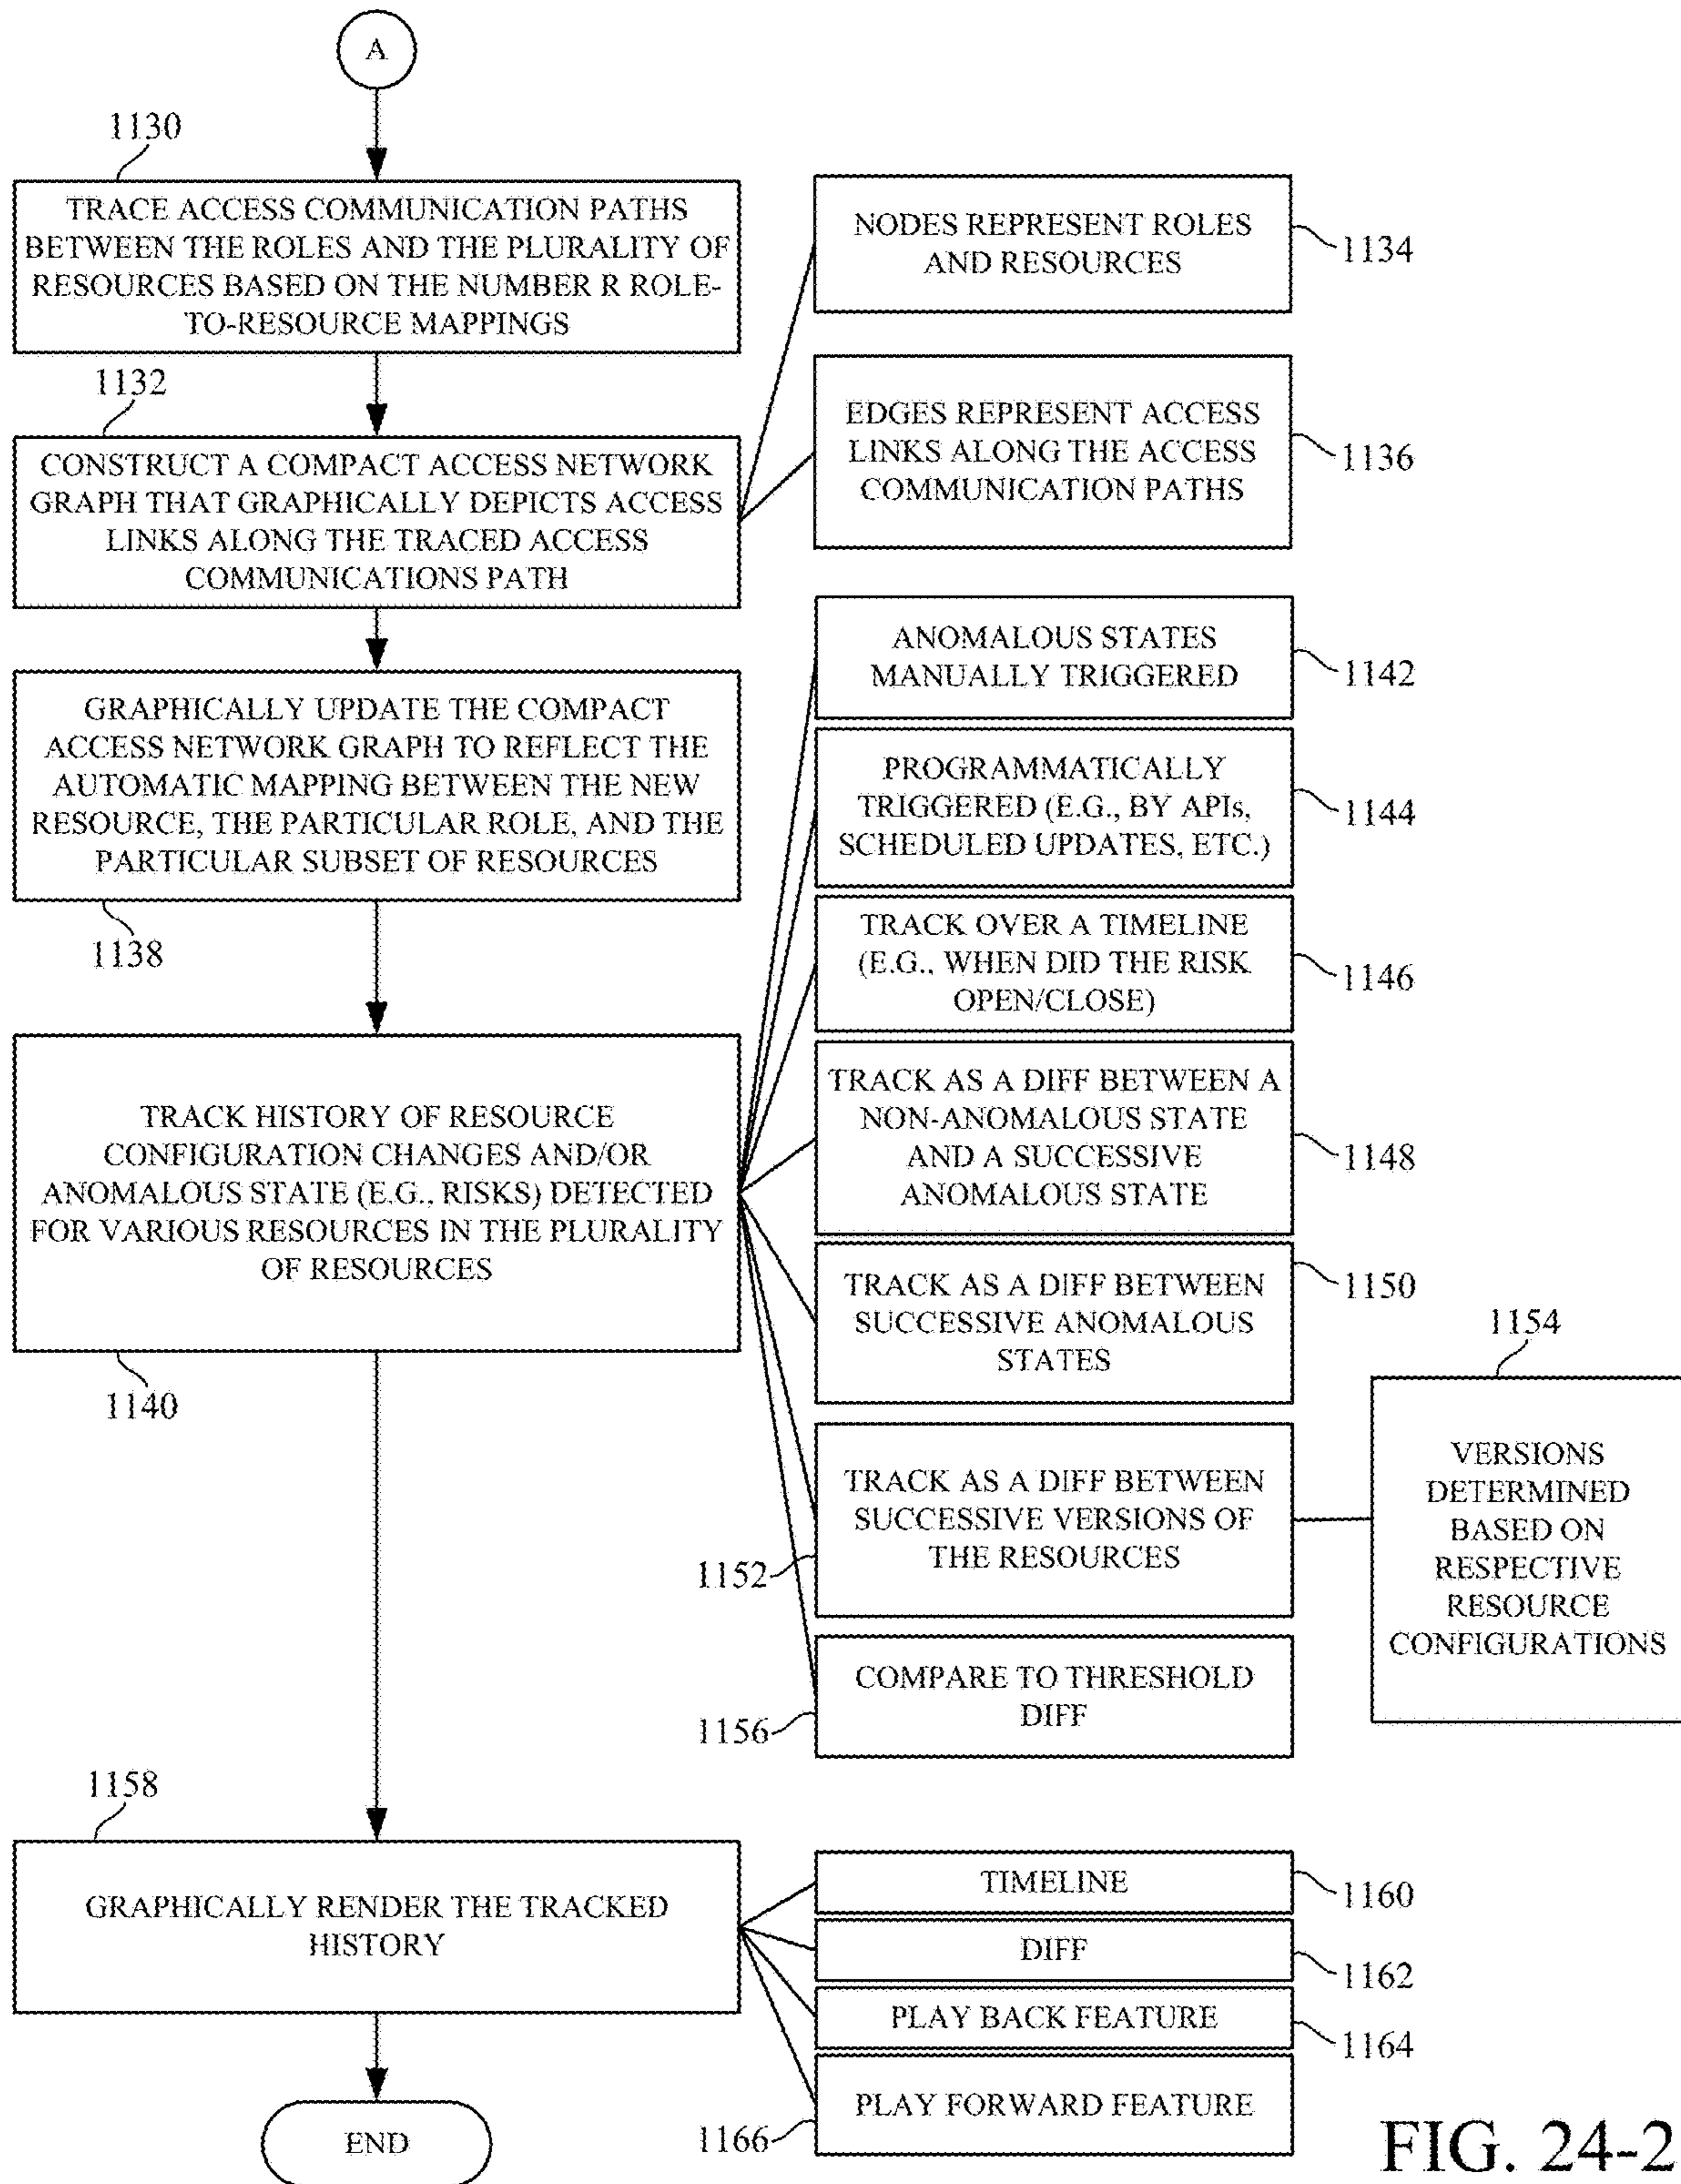 A
1130
TRACE ACCESS COMMUNICATION PATHS
BETWEEN THE ROLES AND THE PLURALITY OF
RESOURCES BASED ON THE NUMBER R ROLE-
TO-RESOURCE MAPPINGS
NODES REPRESENT ROLES
AND RESOURCES
1134
1132
CONSTRUCT A COMPACT ACCESS NETWORK
GRAPH THAT GRAPHICALLY DEPICTS ACCESS
LINKS ALONG THE TRACED ACCESS
COMMUNICATIONS PATH
EDGES REPRESENT ACCESS
LINKS ALONG THE ACCESS
COMMUNICATION PATHS
1136
GRAPHICALLY UPDATE THE COMPACT
ACCESS NETWORK GRAPH TO REFLECT THE
AUTOMATIC MAPPING BETWEEN THE NEW
RESOURCE, THE PARTICULAR ROLE, AND THE
PARTICULAR SUBSET OF RESOURCES
1138
ANOMALOUS STATES
MANUALLY TRIGGERED
1142
PROGRAMMATICALLY
TRIGGERED (E.G., BY APIs,
SCHEDULED UPDATES, ETC.)
1144
TRACK OVER A TIMELINE
(E.G., WHEN DID THE RISK
OPEN/CLOSE)
1146
TRACK HISTORY OF RESOURCE
CONFIGURATION CHANGES AND/OR
ANOMALOUS STATE (E.G., RISKS) DETECTED
FOR VARIOUS RESOURCES IN THE PLURALITY
OF RESOURCES
1140
TRACK AS A DIFF BETWEEN A
NON-ANOMALOUS STATE
AND A SUCCESSIVE
ANOMALOUS STATE
1148
TRACK AS A DIFF BETWEEN
SUCCESSIVE ANOMALOUS
STATES
1150
TRACK AS A DIFF BETWEEN
SUCCESSIVE VERSIONS OF
THE RESOURCES
1152
1154
VERSIONS
DETERMINED
BASED ON
RESPECTIVE
RESOURCE
CONFIGURATIONS
COMPARE TO THRESHOLD
DIFF
1156
1158
GRAPHICALLY RENDER THE TRACKED
HISTORY
TIMELINE
1160
DIFF
1162
PLAY BACK FEATURE
1164
PLAY FORWARD FEATURE
1166
END
FIG. 24-2